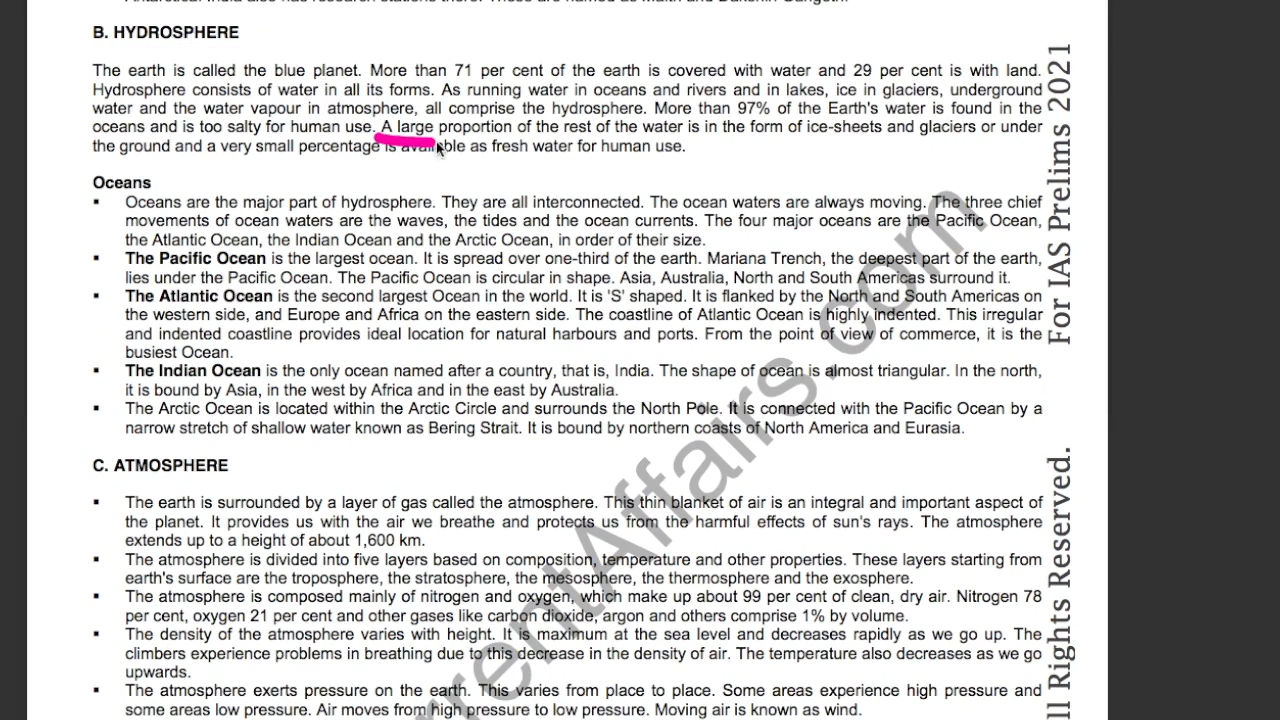 B. HYDROSPHERE
The earth is called the blue planet. More than 71 per cent of the earth is covered with water and 29 per cent is with land.
Hydrosphere consists of water in all its forms. As running water in oceans and rivers and in lakes, ice in glaciers, underground
water and the water vapour in atmosphere, all comprise the hydrosphere. More than 97% of the Earth's water is found in the
oceans and is too salty for human use. A large proportion of the rest of the water is in the form of ice-sheets and glaciers or under
the ground and a very small percentage is available as fresh water for human use.
Oceans
▪ Oceans are the major part of hydrosphere. They are all interconnected. The ocean waters are always moving. The three chief
movements of ocean waters are the waves, the tides and the ocean currents. The four major oceans are the Pacific Ocean,
the Atlantic Ocean, the Indian Ocean and the Arctic Ocean, in order of their size.
▪ The Pacific Ocean is the largest ocean. It is spread over one-third of the earth. Mariana Trench, the deepest part of the earth,
lies under the Pacific Ocean. The Pacific Ocean is circular in shape. Asia, Australia, North and South Americas surround it.
▪ The Atlantic Ocean is the second largest Ocean in the world. It is 'S' shaped. It is flanked by the North and South Americas on
the western side, and Europe and Africa on the eastern side. The coastline of Atlantic Ocean is highly indented. This irregular
and indented coastline provides ideal location for natural harbours and ports. From the point of view of commerce, it is the
busiest Ocean.
▪ The Indian Ocean is the only ocean named after a country, that is, India. The shape of ocean is almost triangular. In the north,
it is bound by Asia, in the west by Africa and in the east by Australia.
▪ The Arctic Ocean is located within the Arctic Circle and surrounds the North Pole. It is connected with the Pacific Ocean by a
narrow stretch of shallow water known as Bering Strait. It is bound by northern coasts of North America and Eurasia.
C. ATMOSPHERE
▪ The earth is surrounded by a layer of gas called the atmosphere. This thin blanket of air is an integral and important aspect of
the planet. It provides us with the air we breathe and protects us from the harmful effects of sun's rays. The atmosphere
extends up to a height of about 1,600 km.
▪ The atmosphere is divided into five layers based on composition, temperature and other properties. These layers starting from
earth's surface are the troposphere, the stratosphere, the mesosphere, the thermosphere and the exosphere.
▪ The atmosphere is composed mainly of nitrogen and oxygen, which make up about 99 per cent of clean, dry air. Nitrogen 78
per cent, oxygen 21 per cent and other gases like carbon dioxide, argon and others comprise 1% by volume.
▪ The density of the atmosphere varies with height. It is maximum at the sea level and decreases rapidly as we go up. The
climbers experience problems in breathing due to this decrease in the density of air. The temperature also decreases as we go
upwards.
▪ The atmosphere exerts pressure on the earth. This varies from place to place. Some areas experience high pressure and
some areas low pressure. Air moves from high pressure to low pressure. Moving air is known as wind.
For IAS Prelims 2021
ll Rights Reserved.
rrentAffairs.com